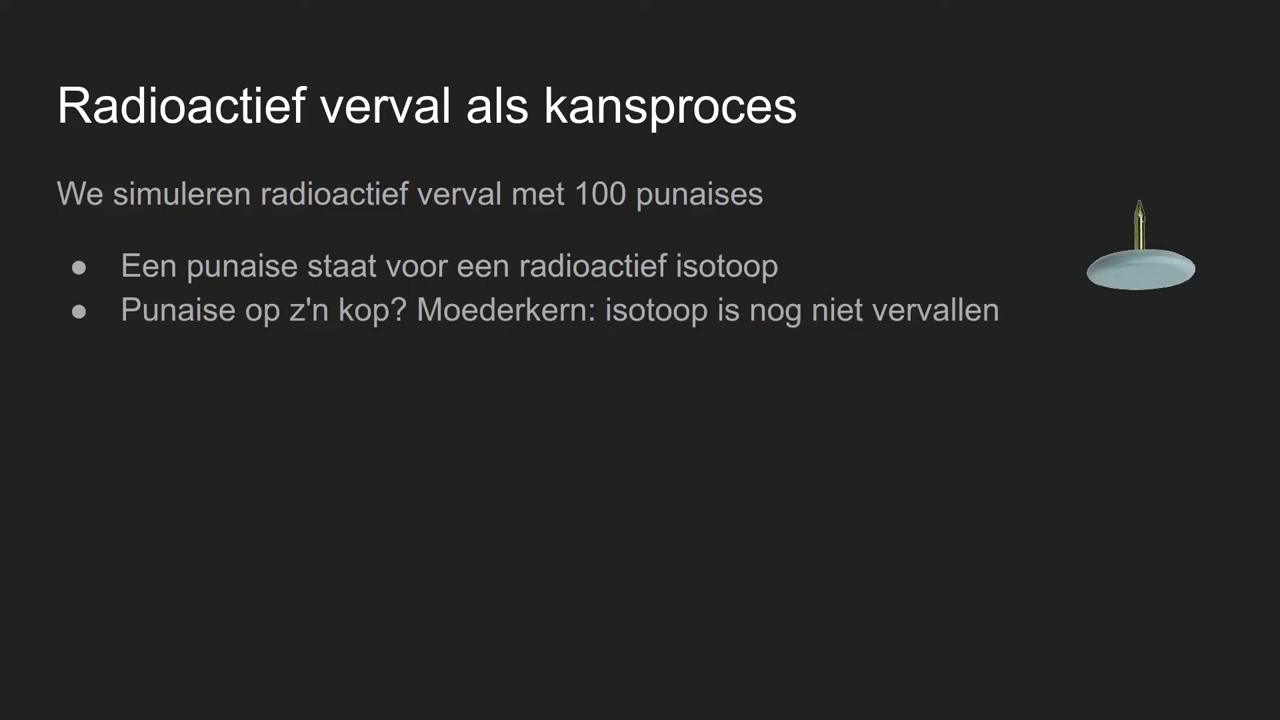 Radioactief verval als kansproces
We simuleren radioactief verval met 100 punaises
● Een punaise staat voor een radioactief isotoop
● Punaise op z'n kop? Moederkern: isotoop is nog niet vervallen